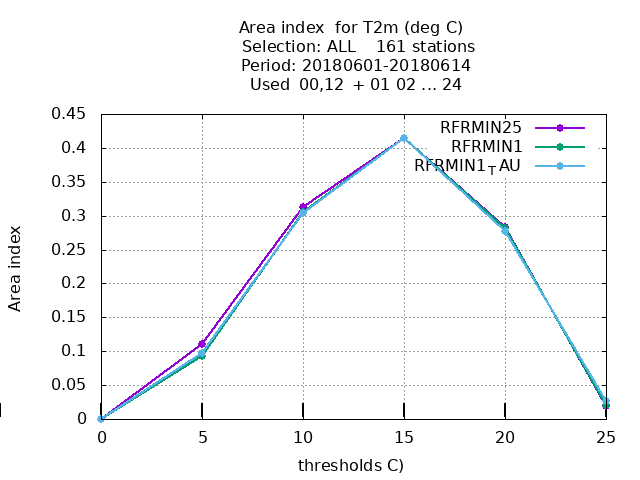 Area index  for T2m (deg C)
Selection: ALL    161 stations
Period: 20180601-20180614
Used  00,12  + 01 02 ... 24
0.45
0.4
0.35
0.3
0.25
0.2
0.15
0.1
0.05
0
Area index
RFRMIN25
RFRMIN1
RFRMIN1TAU
0 5 10 15 20 25
thresholds C)